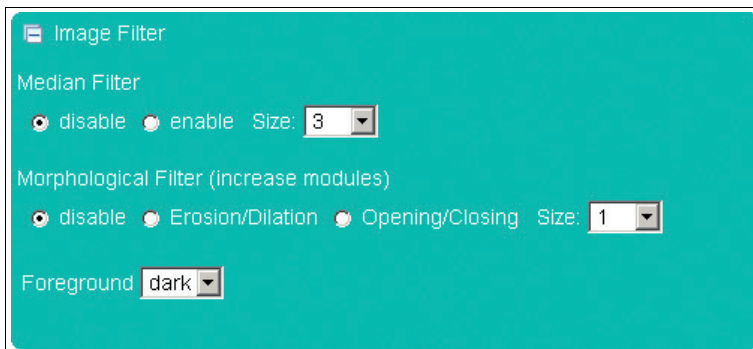 Image Filter
Median Filter
disable enable Size: 3
Morphological Filter (increase modules)
disable Erosion/Dilation Opening/Closing Size: 1
Foreground dark